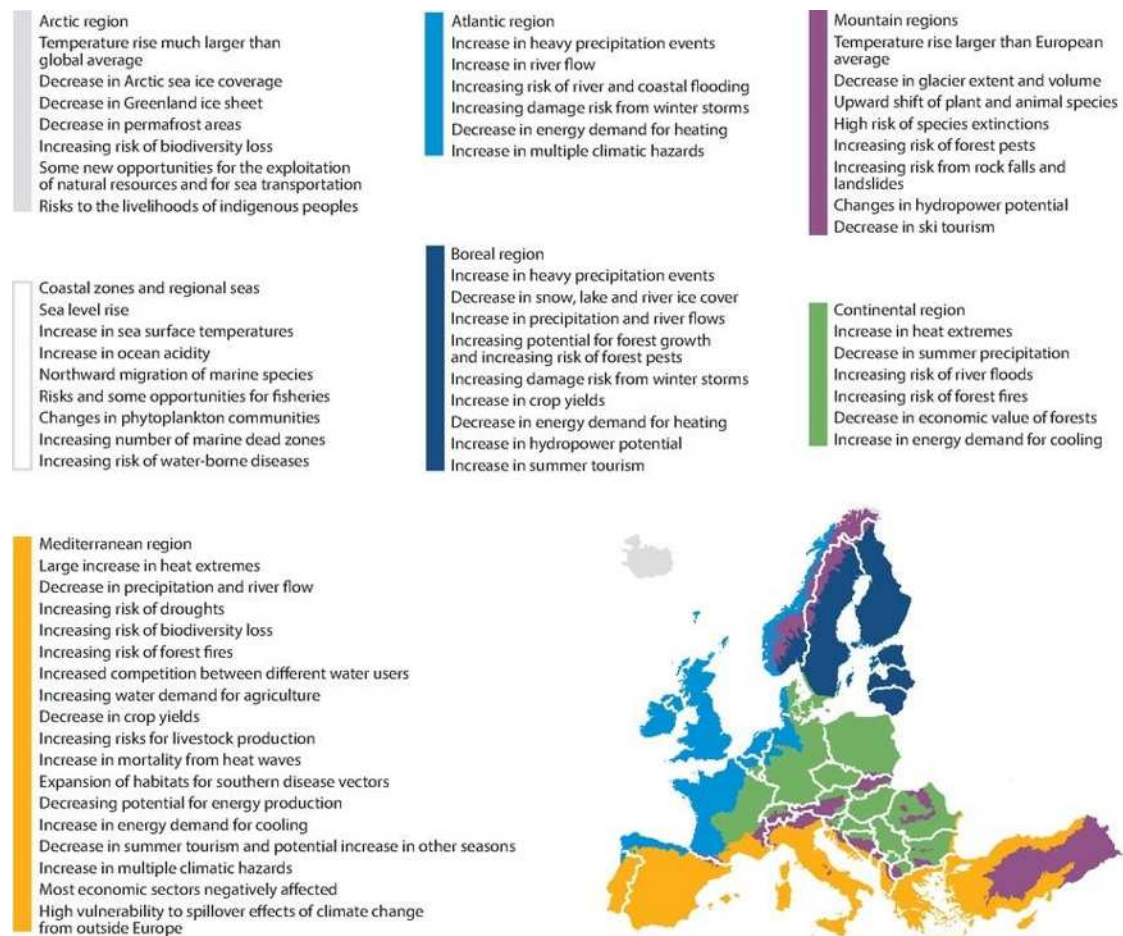 Arctic region
Temperature rise much larger than
global average
Decrease in Arctic sea ice coverage
Decrease in Greenland ice sheet
Decrease in permafrost areas
Increasing risk of biodiversity loss
Some new opportunities for the exploitation
of natural resources and for sea transportation
Risks to the livelihoods of indigenous peoples
Atlantic region
Increase in heavy precipitation events
Increase in river flow
Increasing risk of river and coastal flooding
Increasing damage risk from winter storms
Decrease in energy demand for heating
Increase in multiple climatic hazards
Mountain regions
Temperature rise larger than European
average
Decrease in glacier extent and volume
Upward shift of plant and animal species
High risk of species extinctions
Increasing risk of forest pests
Increasing risk from rock falls and
landslides
Changes in hydropower potential
Decrease in ski tourism
Coastal zones and regional seas
Sea level rise
Increase in sea surface temperatures
Increase in ocean acidity
Northward migration of marine species
Risks and some opportunities for fisheries
Changes in phytoplankton communities
Increasing number of marine dead zones
Increasing risk of water-borne diseases
Boreal region
Increase in heavy precipitation events
Decrease in snow, lake and river ice cover
Increase in precipitation and river flows
Increasing potential for forest growth
and increasing risk of forest pests
Increasing damage risk from winter storms
Increase in crop yields
Decrease in energy demand for heating
Increase in hydropower potential
Increase in summer tourism
Continental region
Increase in heat extremes
Decrease in summer precipitation
Increasing risk of river floods
Increasing risk of forest fires
Decrease in economic value of forests
Increase in energy demand for cooling
Mediterranean region
Large increase in heat extremes
Decrease in precipitation and river flow
Increasing risk of droughts
Increasing risk of biodiversity loss
Increasing risk of forest fires
Increased competition between different water users
Increasing water demand for agriculture
Decrease in crop yields
Increasing risks for livestock production
Increase in mortality from heat waves
Expansion of habitats for southern disease vectors
Decreasing potential for energy production
Increase in energy demand for cooling
Decrease in summer tourism and potential increase in other seasons
Increase in multiple climatic hazards
Most economic sectors negatively affected
High vulnerability to spillover effects of climate change
from outside Europe